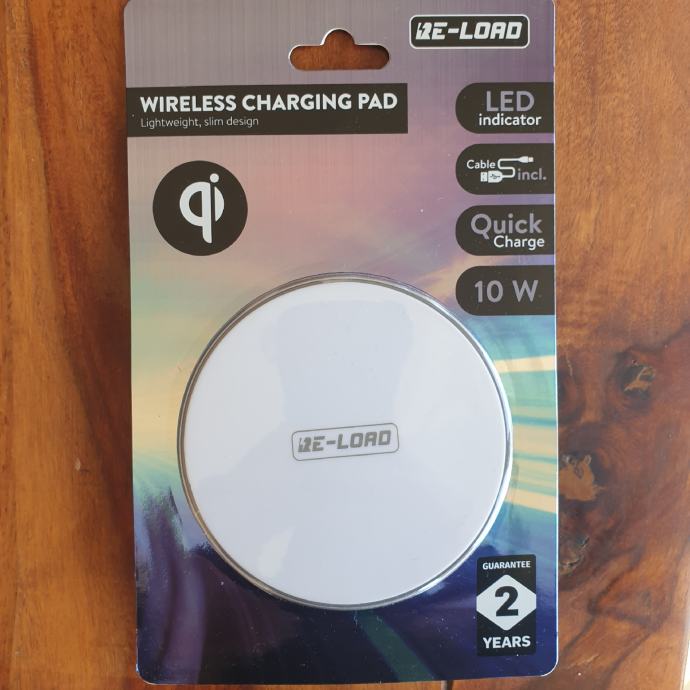 RE-LOAD
WIRELESS CHARGING PAD
Lightweight, slim design
qi
LED
indicator
Cable
incl.
Quick
Charge
10 W
RE-LOAD
GUARANTEE
2
YEARS